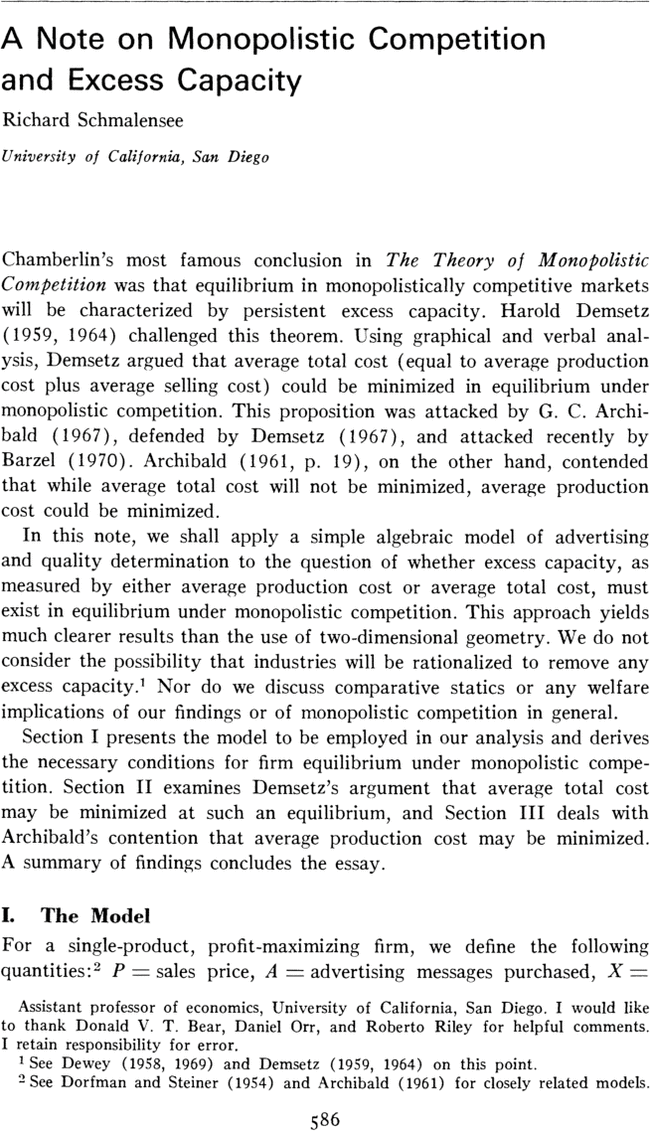 A Note on Monopolistic Competition
and Excess Capacity
Richard Schmalensee
University of California, San Diego
Chamberlin's most famous conclusion in The Theory of Monopolistic
Competition was that equilibrium in monopolistically competitive markets
will be characterized by persistent excess capacity. Harold Demsetz
(1959, 1964) challenged this theorem. Using graphical and verbal anal-
ysis, Demsetz argued that average total cost (equal to average production
cost plus average selling cost) could be minimized in equilibrium under
monopolistic competition. This proposition was attacked by G. C. Archi-
bald (1967), defended by Demsetz (1967), and attacked recently by
Barzel (1970). Archibald (1961, p. 19), on the other hand, contended
that while average total cost will not be minimized, average production
cost could be minimized.
In this note, we shall apply a simple algebraic model of advertising
and quality determination to the question of whether excess capacity, as
measured by either average production cost or average total cost, must
exist in equilibrium under monopolistic competition. This approach yields
much clearer results than the use of two-dimensional geometry. We do not
consider the possibility that industries will be rationalized to remove any
excess capacity.¹ Nor do we discuss comparative statics or any welfare
implications of our findings or of monopolistic competition in general.
Section I presents the model to be employed in our analysis and derives
the necessary conditions for firm equilibrium under monopolistic compe-
tition. Section II examines Demsetz's argument that average total cost
may be minimized at such an equilibrium, and Section III deals with
Archibald's contention that average production cost may be minimized.
A summary of findings concludes the essay.
I. The Model
For a single-product, profit-maximizing firm, we define the following
quantities:² P = sales price, A = advertising messages purchased, X =
Assistant professor of economics, University of California, San Diego. I would like
to thank Donald V. T. Bear, Daniel Orr, and Roberto Riley for helpful comments.
I retain responsibility for error.
¹ See Dewey (1958, 1969) and Demsetz (1959, 1964) on this point.
² See Dorfman and Steiner (1954) and Archibald (1961) for closely related models.
586